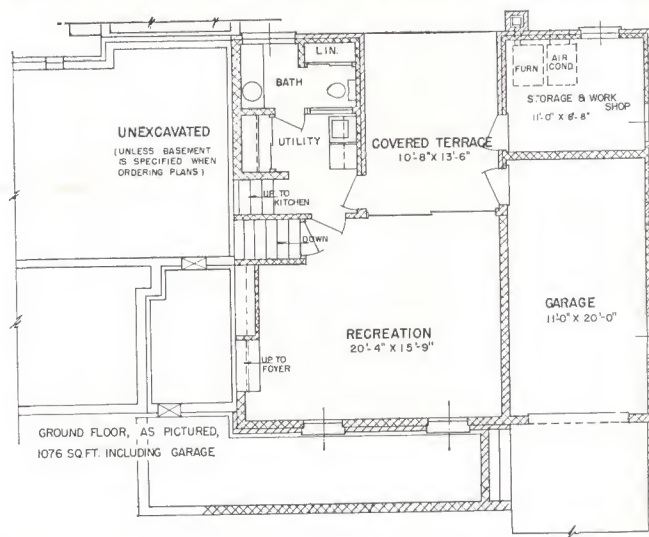 LIN.
BATH
FURN
AIR
COND.
STORAGE & WORK
SHOP
11'-0" X 8'-8"
UNEXCAVATED
(UNLESS BASEMENT
IS SPECIFIED WHEN
ORDERING PLANS)
UTILITY
COVERED TERRACE
10'-8" X 13'-6"
UP TO
KITCHEN
DOWN
GARAGE
11'-0" X 20'-0"
RECREATION
20'-4" X 15'-9"
UP TO
FOYER
GROUND FLOOR, AS PICTURED,
1076 SQ.FT. INCLUDING GARAGE